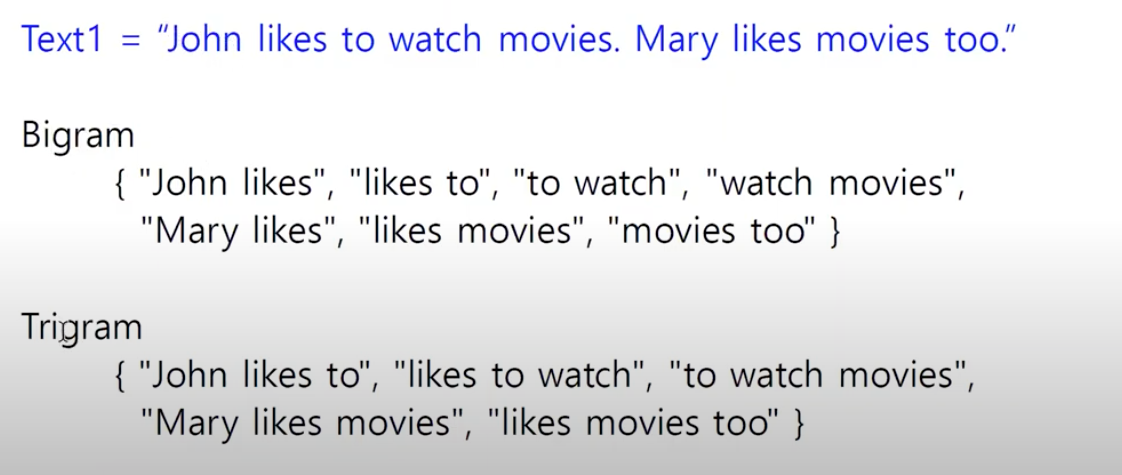 Text1 = “John likes to watch movies. Mary likes movies too.”
Bigram
{ "John likes", "likes to", "to watch", "watch movies",
"Mary likes", "likes movies", "movies too" }
Trigram
{ "John likes to", "likes to watch", "to watch movies",
"Mary likes movies", "likes movies too" }